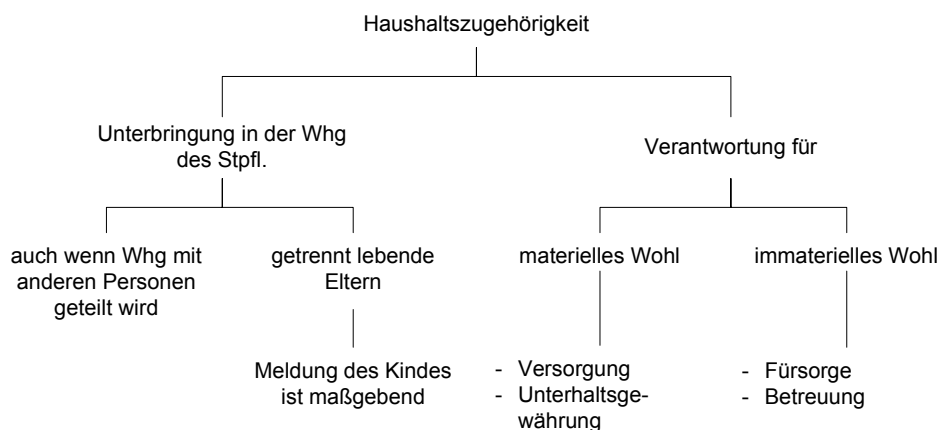 Haushaltszugehörigkeit
Unterbringung in der Whg
des Stpfl.
Verantwortung für
auch wenn Whg mit
anderen Personen
geteilt wird
getrennt lebende
Eltern
materielles Wohl
immaterielles Wohl
Meldung des Kindes
ist maßgebend
- Versorgung
- Unterhaltsge-
währung
- Fürsorge
- Betreuung